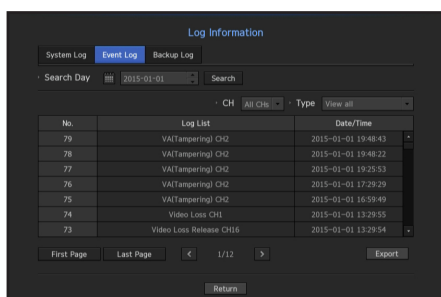 Log Information
System Log Event Log Backup Log
Search Day 2015-01-01 Search
CH All CHs Type View all
No. Log List Date/Time
79 VA(Tampering) CH2 2015-01-01 19:48:43
78 VA(Tampering) CH2 2015-01-01 19:48:22
77 VA(Tampering) CH2 2015-01-01 19:25:53
76 VA(Tampering) CH2 2015-01-01 17:29:29
75 VA(Tampering) CH2 2015-01-01 16:59:49
74 Video Loss CH1 2015-01-01 13:29:55
73 Video Loss Release CH16 2015-01-01 13:29:54
First Page Last Page < 1/12 > Export
Return